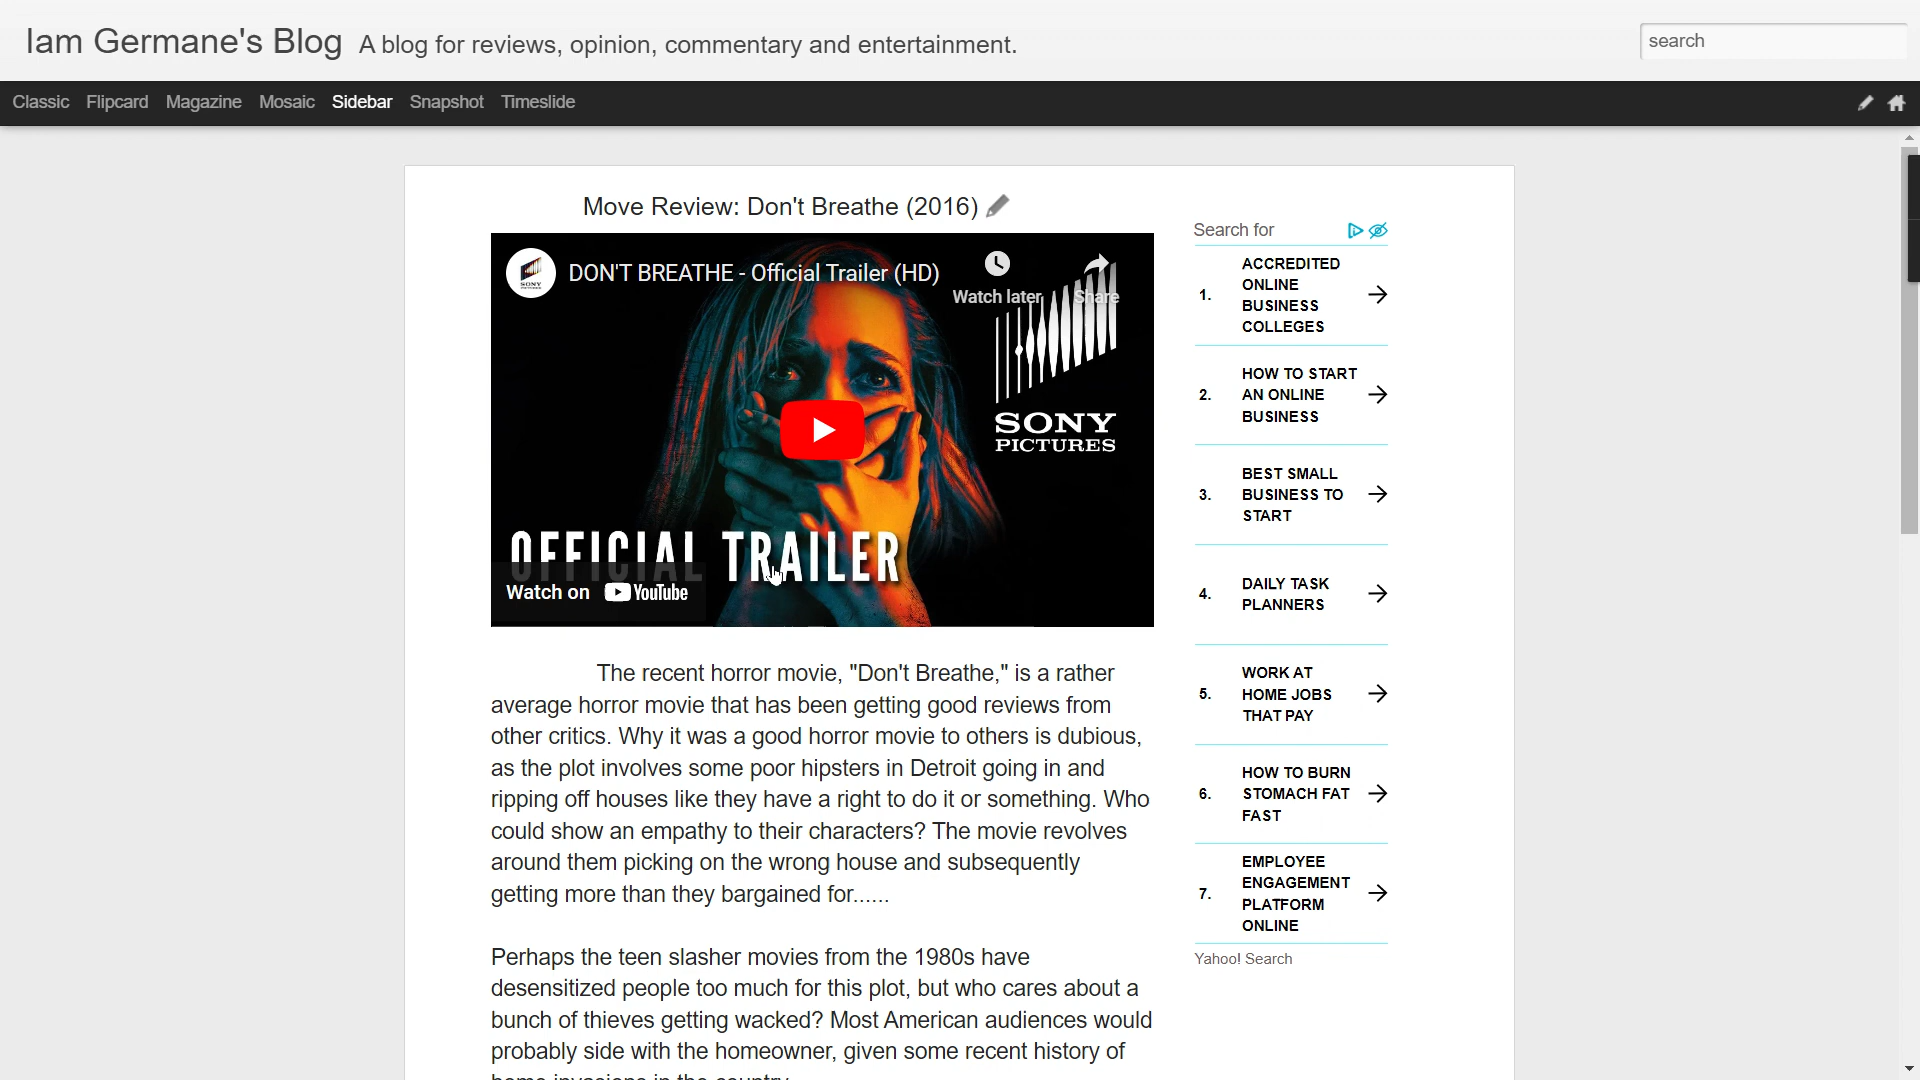 Iam Germane's Blog A blog for reviews, opinion, commentary and entertainment.
search
Classic Flipcard Magazine Mosaic Sidebar Snapshot Timeslide
Move Review: Don't Breathe (2016)
DON'T BREATHE - Official Trailer (HD)
Watch later
Share
SONY
PICTURES
OFFICIAL TRAILER
Watch on YouTube
The recent horror movie, "Don't Breathe," is a rather
average horror movie that has been getting good reviews from
other critics. Why it was a good horror movie to others is dubious,
as the plot involves some poor hipsters in Detroit going in and
ripping off houses like they have a right to do it or something. Who
could show an empathy to their characters? The movie revolves
around them picking on the wrong house and subsequently
getting more than they bargained for......
Perhaps the teen slasher movies from the 1980s have
desensitized people too much for this plot, but who cares about a
bunch of thieves getting wacked? Most American audiences would
probably side with the homeowner, given some recent history of
home invasions in the country.
Search for
1. ACCREDITED
ONLINE
BUSINESS
COLLEGES
2. HOW TO START
AN ONLINE
BUSINESS
3. BEST SMALL
BUSINESS TO
START
4. DAILY TASK
PLANNERS
5. WORK AT
HOME JOBS
THAT PAY
6. HOW TO BURN
STOMACH FAT
FAST
7. EMPLOYEE
ENGAGEMENT
PLATFORM
ONLINE
Yahoo! Search